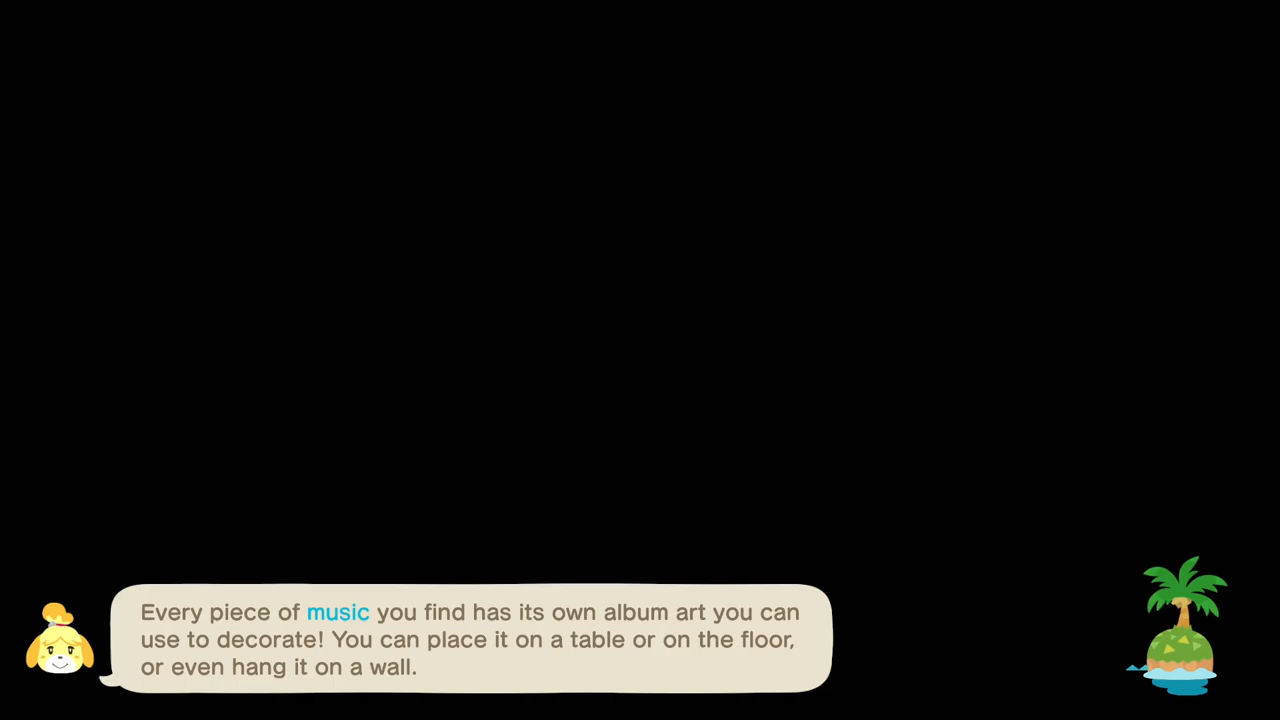 Every piece of music you find has its own album art you can
use to decorate! You can place it on a table or on the floor,
or even hang it on a wall.